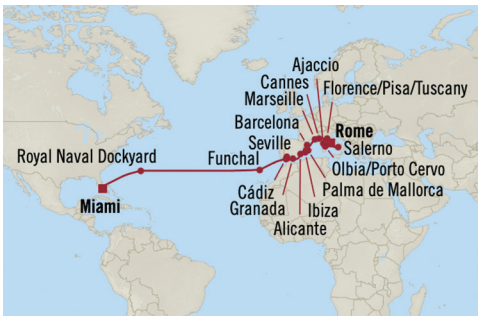 Ajaccio
Cannes
Florence/Pisa/Tuscany
Marseille
Barcelona
Rome
Seville
Salerno
Royal Naval Dockyard
Funchal
Olbia/Porto Cervo
Cádiz
Palma de Mallorca
Miami
Granada
Ibiza
Alicante